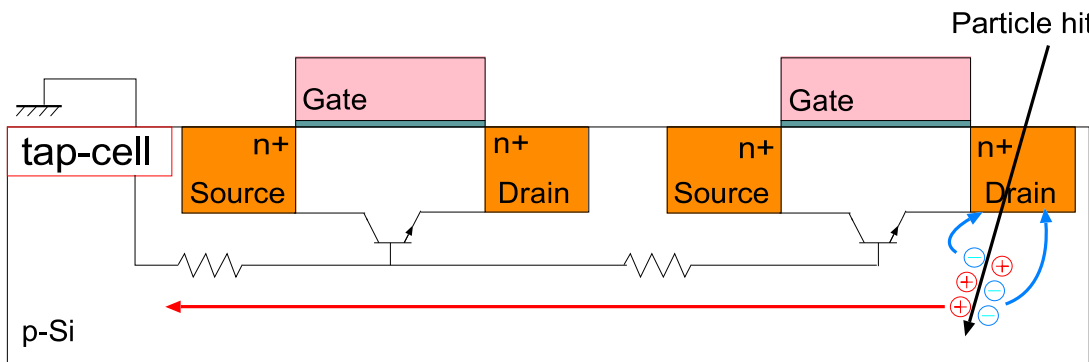 Particle hit
Gate
Gate
tap-cell
n+
n+
n+
n+
Source
Drain
Source
Drain
p-Si